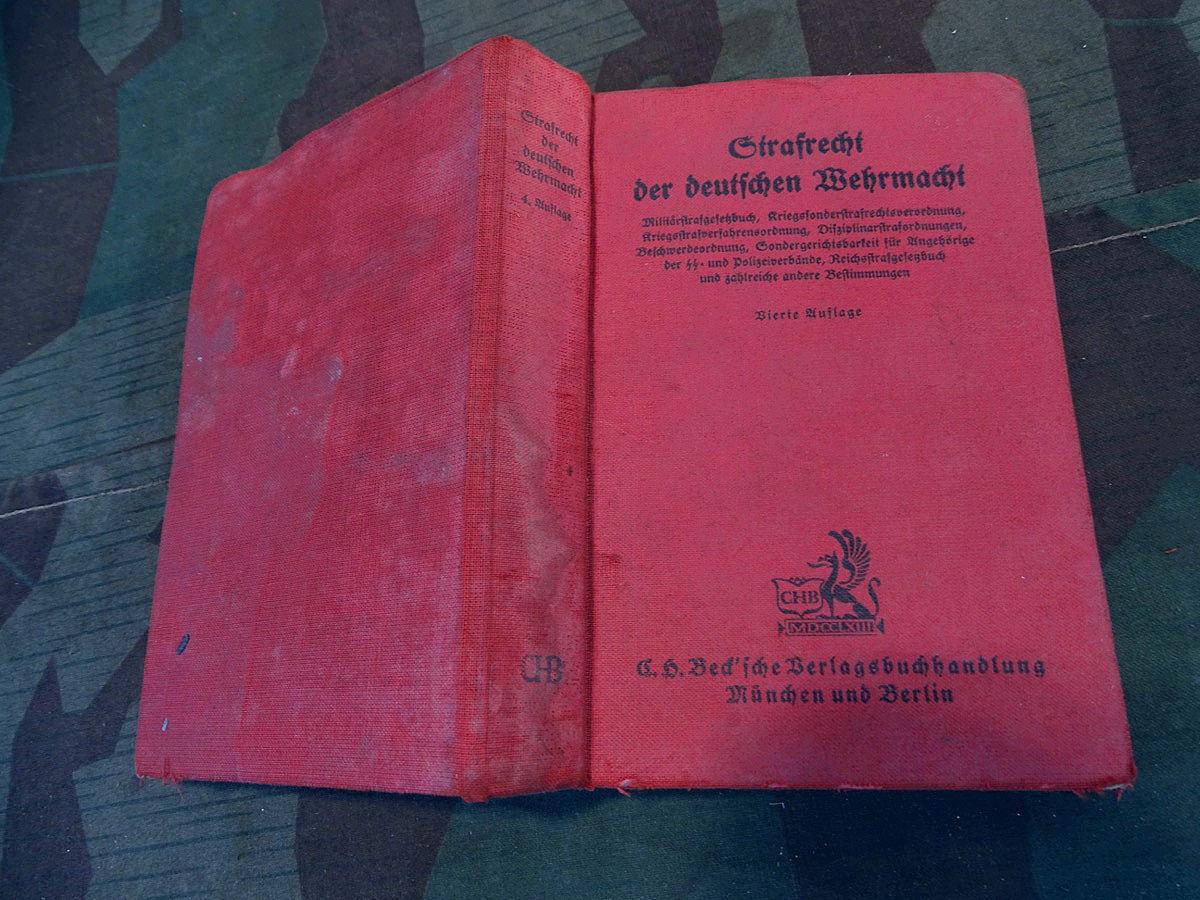 Strafrecht
der
deutschen
Wehrmacht
4. Auflage
CHB
Strafrecht
der deutschen Wehrmacht
Militärstrafgesetzbuch, Kriegssonderstrafrechtsverordnung,
Kriegsstrafverfahrensordnung, Disziplinarstrafordnungen,
Beschwerdeordnung, Sondergerichtsbarkeit für Angehörige
der ᛋᛋ- und Polizeiverbände, Reichsstrafgesetzbuch
und zahlreiche andere Bestimmungen
Vierte Auflage
CHB
MDCCLXIII
C. H. Beck'sche Verlagsbuchhandlung
München und Berlin